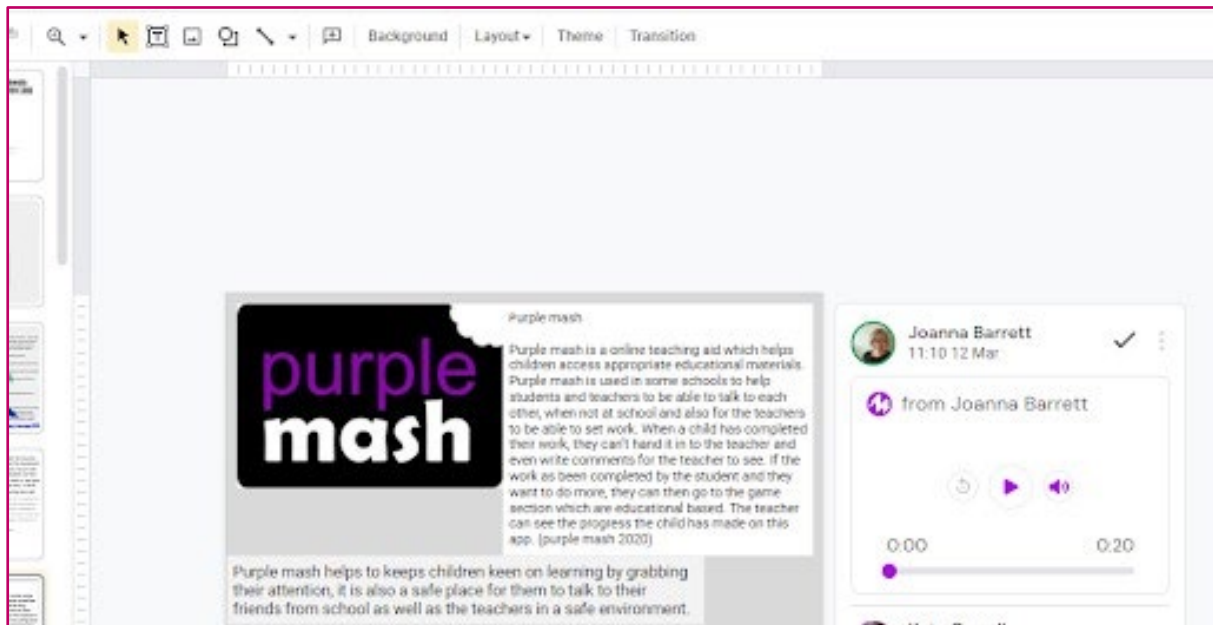 Background Layout Theme Transition
purple
mash
Purple mash
Purple mash is a online teaching aid which helps
children access appropriate educational materials.
Purple mash is used in some schools to help
students and teachers to be able to talk to each
other, when not at school and also for the teachers
to be able to set work. When a child has completed
their work, they can't hand it in to the teacher and
even write comments for the teacher to see. If the
work as been completed by the student and they
want to do more, they can then go to the game
section which are educational based. The teacher
can see the progress the child has made on this
app. (purple mash 2020)
Purple mash helps to keeps children keen on learning by grabbing
their attention, it is also a safe place for them to talk to their
friends from school as well as the teachers in a safe environment.
Joanna Barrett
11:10 12 Mar
from Joanna Barrett
0:00 0:20